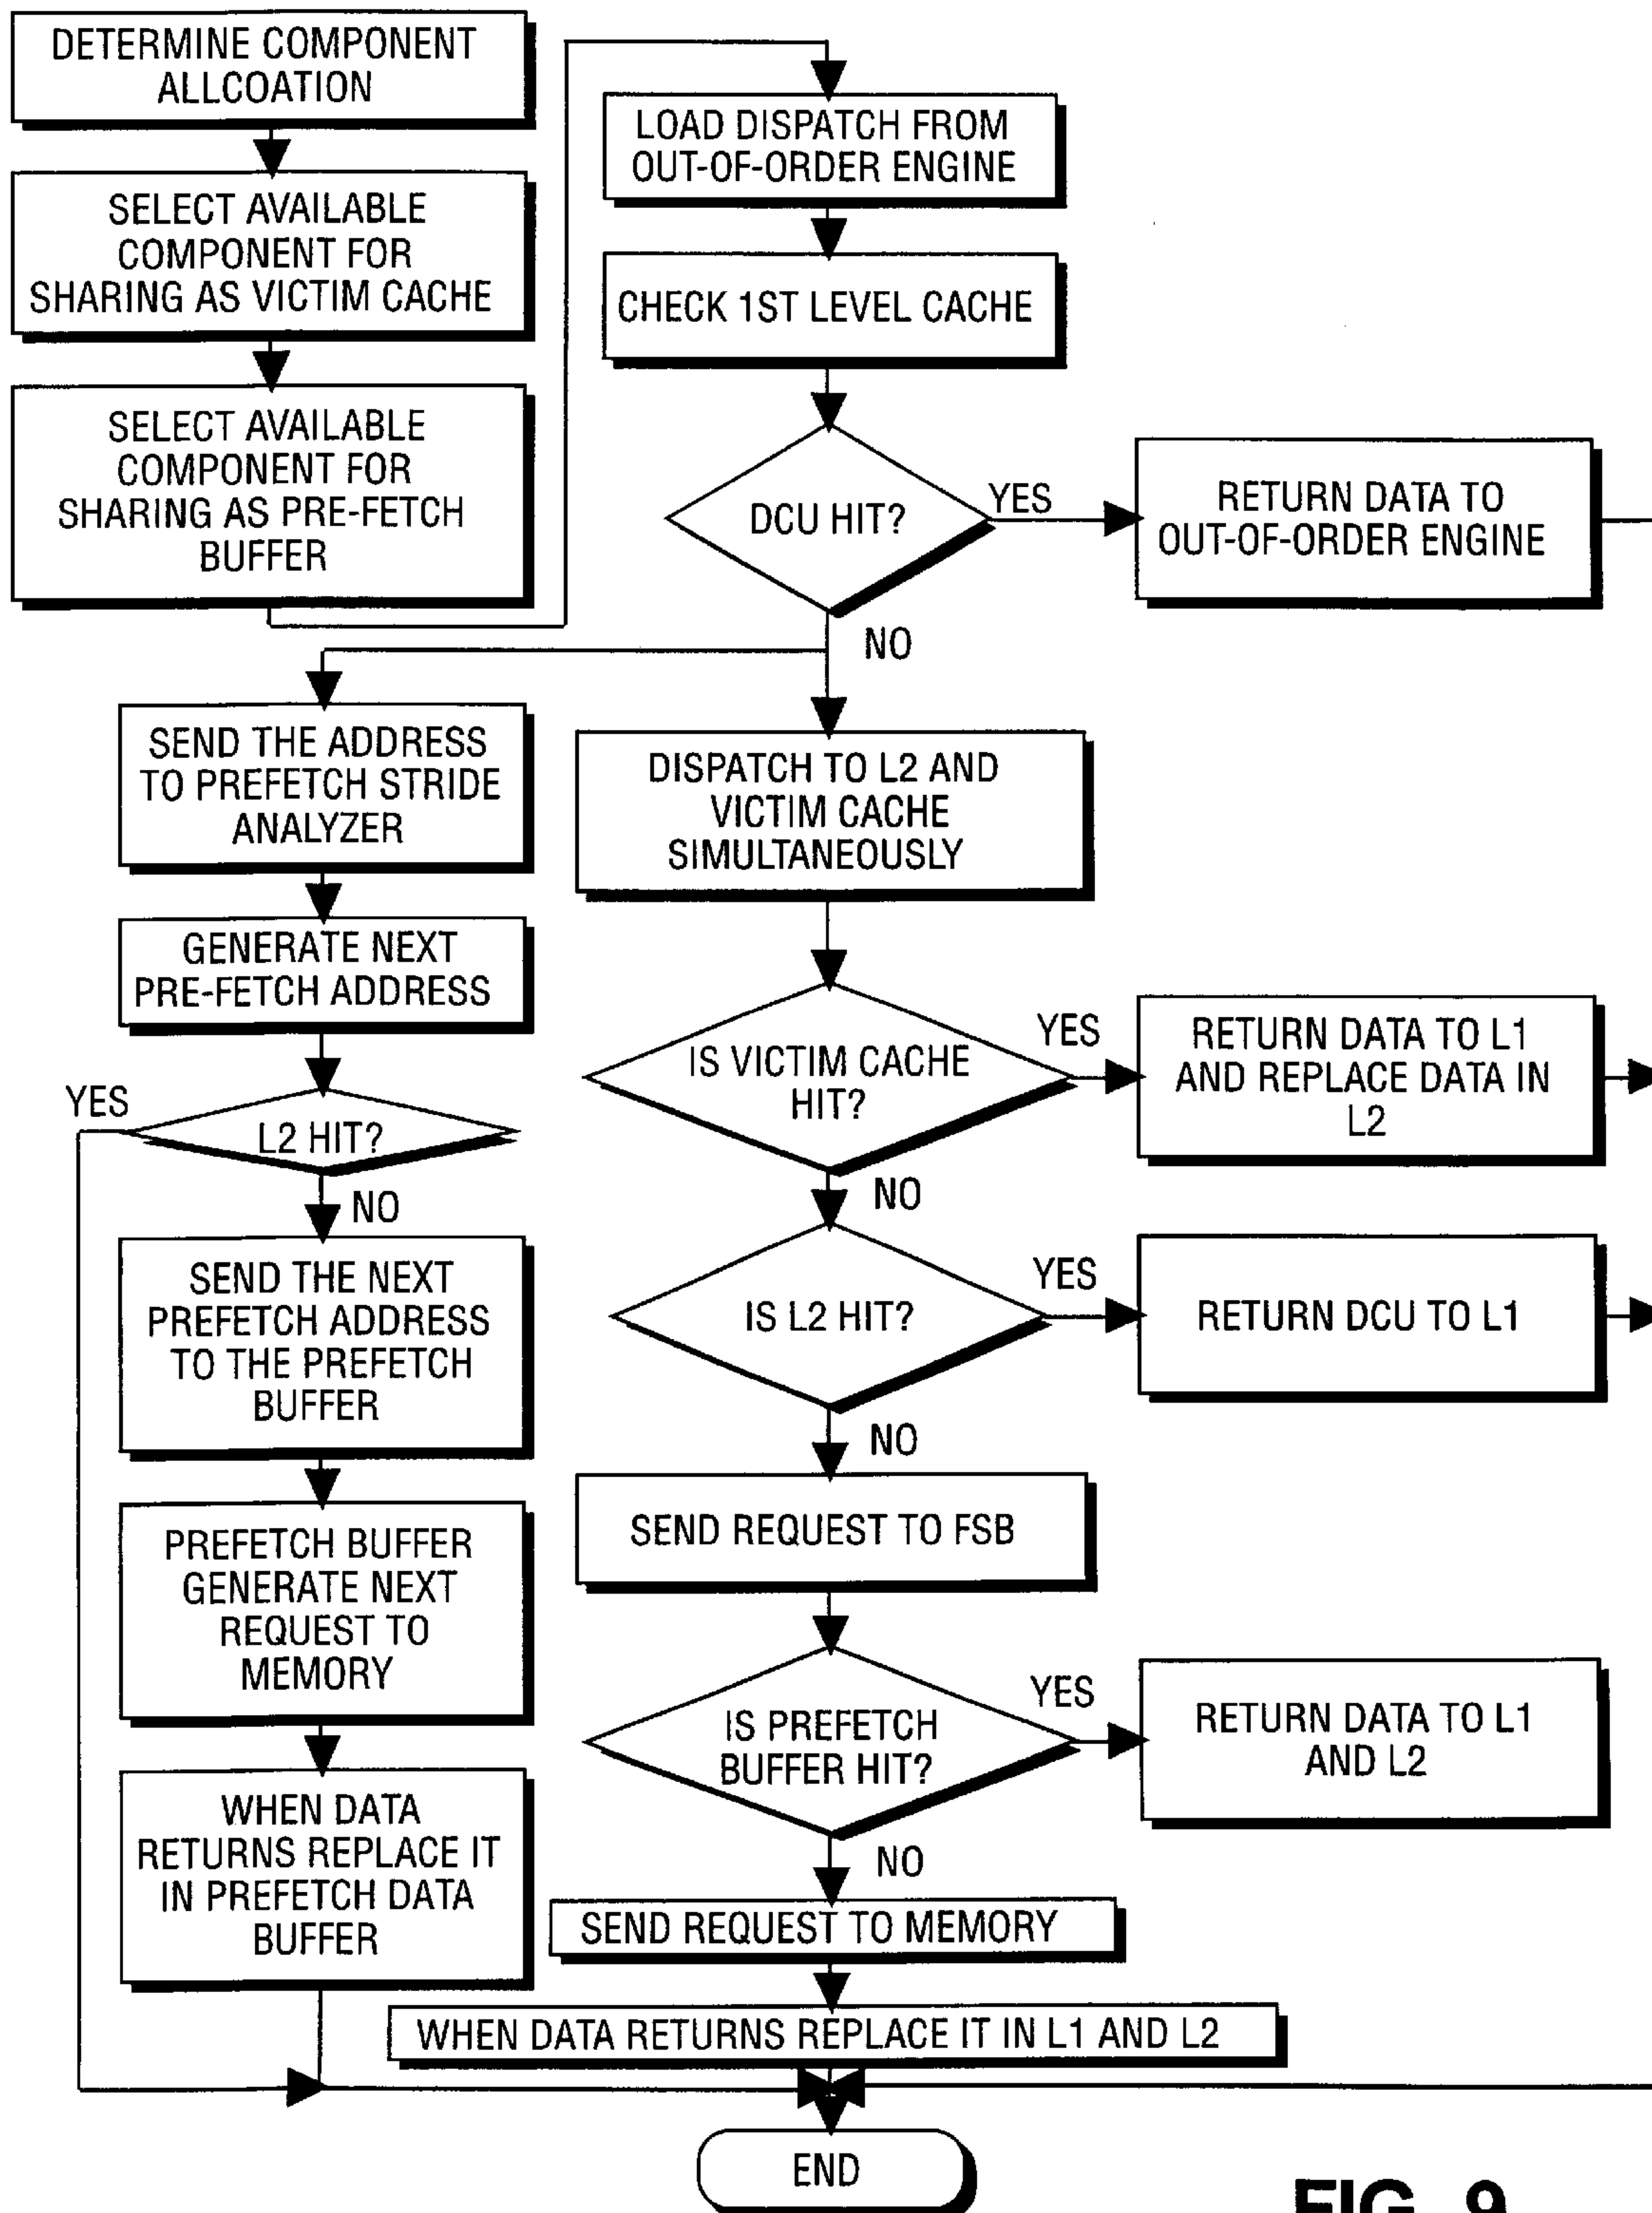 DETERMINE COMPONENT
ALLCOATION
SELECT AVAILABLE
COMPONENT FOR
SHARING AS VICTIM CACHE
SELECT AVAILABLE
COMPONENT FOR
SHARING AS PRE-FETCH
BUFFER
LOAD DISPATCH FROM
OUT-OF-ORDER ENGINE
CHECK 1ST LEVEL CACHE
DCU HIT?
YES
RETURN DATA TO
OUT-OF-ORDER ENGINE
NO
SEND THE ADDRESS
TO PREFETCH STRIDE
ANALYZER
GENERATE NEXT
PRE-FETCH ADDRESS
YES
L2 HIT?
NO
SEND THE NEXT
PREFETCH ADDRESS
TO THE PREFETCH
BUFFER
PREFETCH BUFFER
GENERATE NEXT
REQUEST TO
MEMORY
WHEN DATA
RETURNS REPLACE IT
IN PREFETCH DATA
BUFFER
DISPATCH TO L2 AND
VICTIM CACHE
SIMULTANEOUSLY
IS VICTIM CACHE
HIT?
YES
RETURN DATA TO L1
AND REPLACE DATA IN
L2
NO
IS L2 HIT?
YES
RETURN DCU TO L1
NO
SEND REQUEST TO FSB
IS PREFETCH
BUFFER HIT?
YES
RETURN DATA TO L1
AND L2
NO
SEND REQUEST TO MEMORY
WHEN DATA RETURNS REPLACE IT IN L1 AND L2
END
FIG. 9